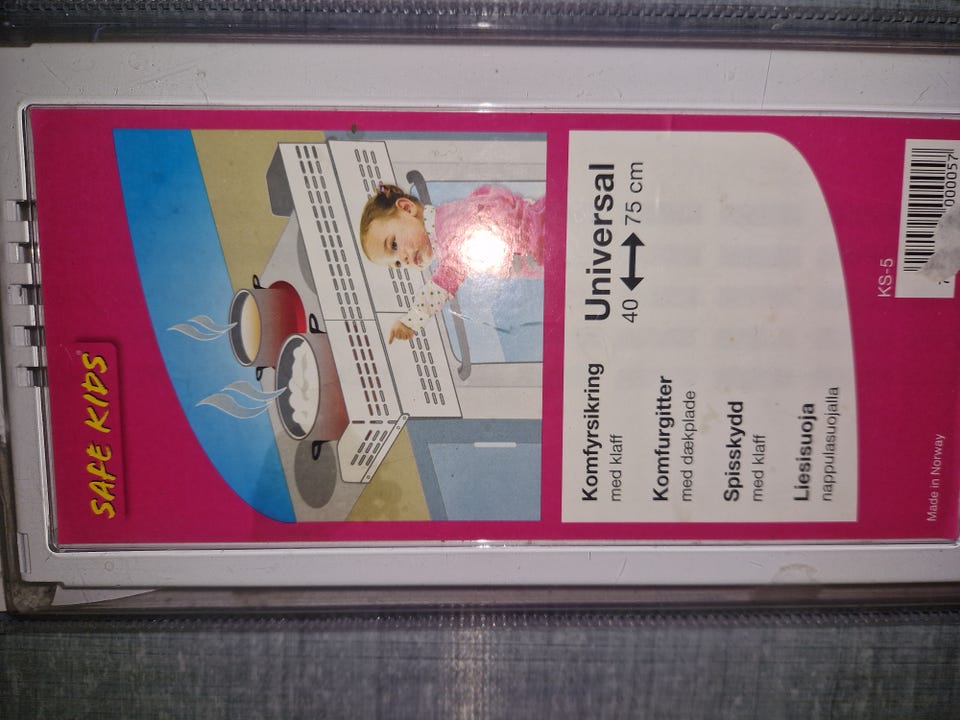 SAFE KIDS®
Universal
40 ↔ 75 cm
Komfyrsikring
med klaff
Komfurgitter
med dækplade
Spisskydd
med klaff
Liesisuoja
nappulasuojalla
KS-5
000057
Made in Norway